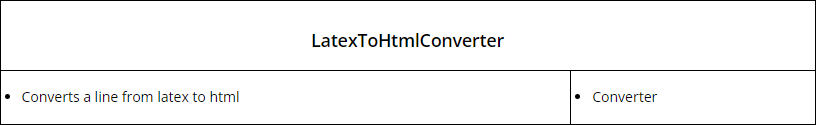 LatexToHtmlConverter
• Converts a line from latex to html
• Converter